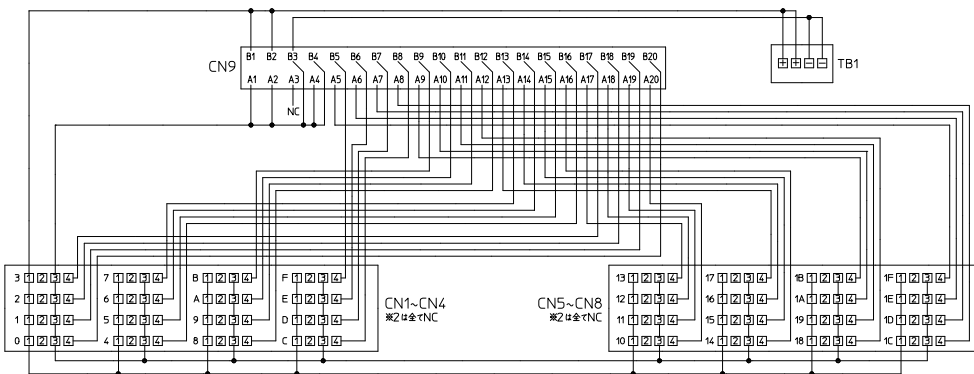 B1 B2 B3 B4 B5 B6 B7 B8 B9 B10 B11 B12 B13 B14 B15 B16 B17 B18 B19 B20
CN9
A1 A2 A3 A4 A5 A6 A7 A8 A9 A10 A11 A12 A13 A14 A15 A16 A17 A18 A19 A20
NC
+ + - - TB1
3 1 2 3 4 7 1 2 3 4 B 1 2 3 4 F 1 2 3 4
2 1 2 3 4 6 1 2 3 4 A 1 2 3 4 E 1 2 3 4
1 1 2 3 4 5 1 2 3 4 9 1 2 3 4 D 1 2 3 4
0 1 2 3 4 4 1 2 3 4 8 1 2 3 4 C 1 2 3 4
CN1~CN4
※2は全てNC
CN5~CN8
※2は全てNC
13 1 2 3 4 17 1 2 3 4 1B 1 2 3 4 1F 1 2 3 4
12 1 2 3 4 16 1 2 3 4 1A 1 2 3 4 1E 1 2 3 4
11 1 2 3 4 15 1 2 3 4 19 1 2 3 4 1D 1 2 3 4
10 1 2 3 4 14 1 2 3 4 18 1 2 3 4 1C 1 2 3 4